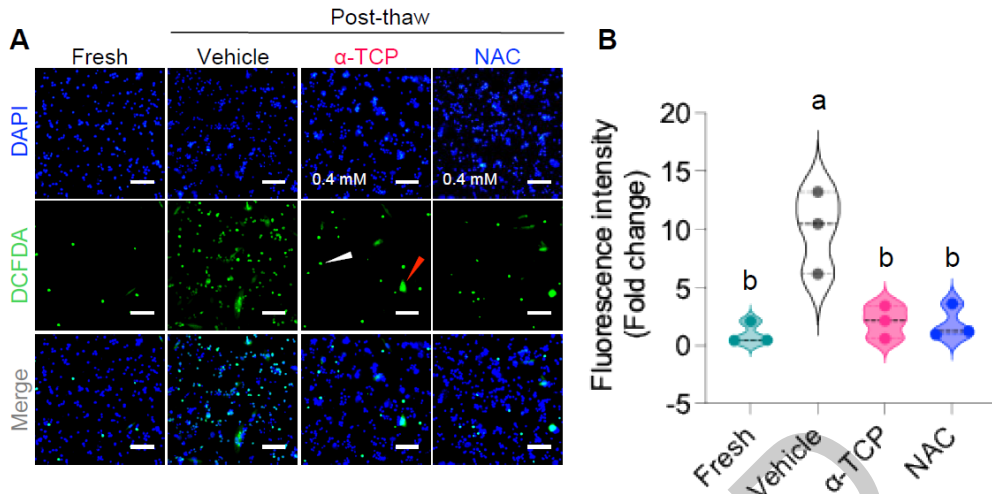 Post-thaw
A
Fresh
Vehicle
α-TCP
NAC
DAPI
0.4 mM
0.4 mM
DCFDA
Merge
B
Fluorescence intensity
(Fold change)
20
15
10
5
0
-5
b
a
b
b
Fresh
Vehicle
α-TCP
NAC